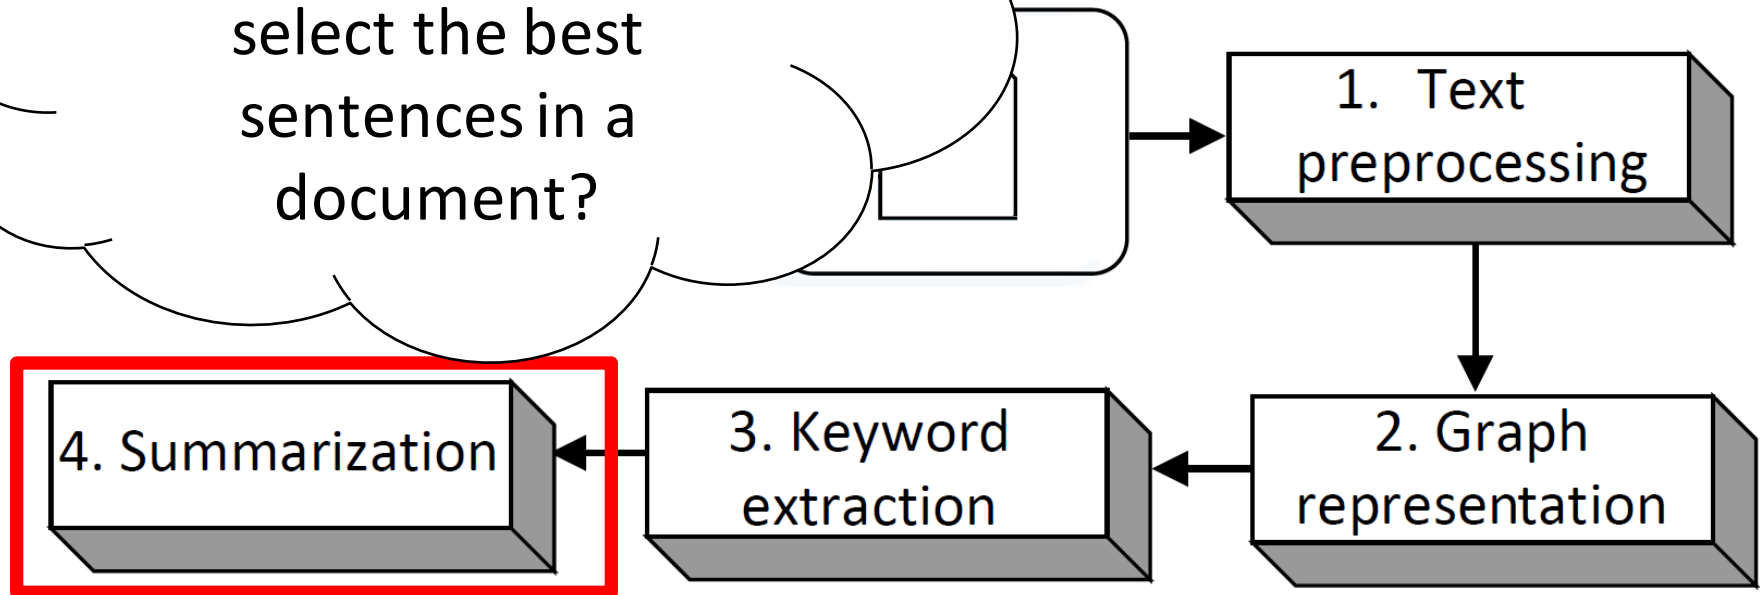 select the best
sentences in a
document?
1. Text
preprocessing
2. Graph
representation
3. Keyword
extraction
4. Summarization